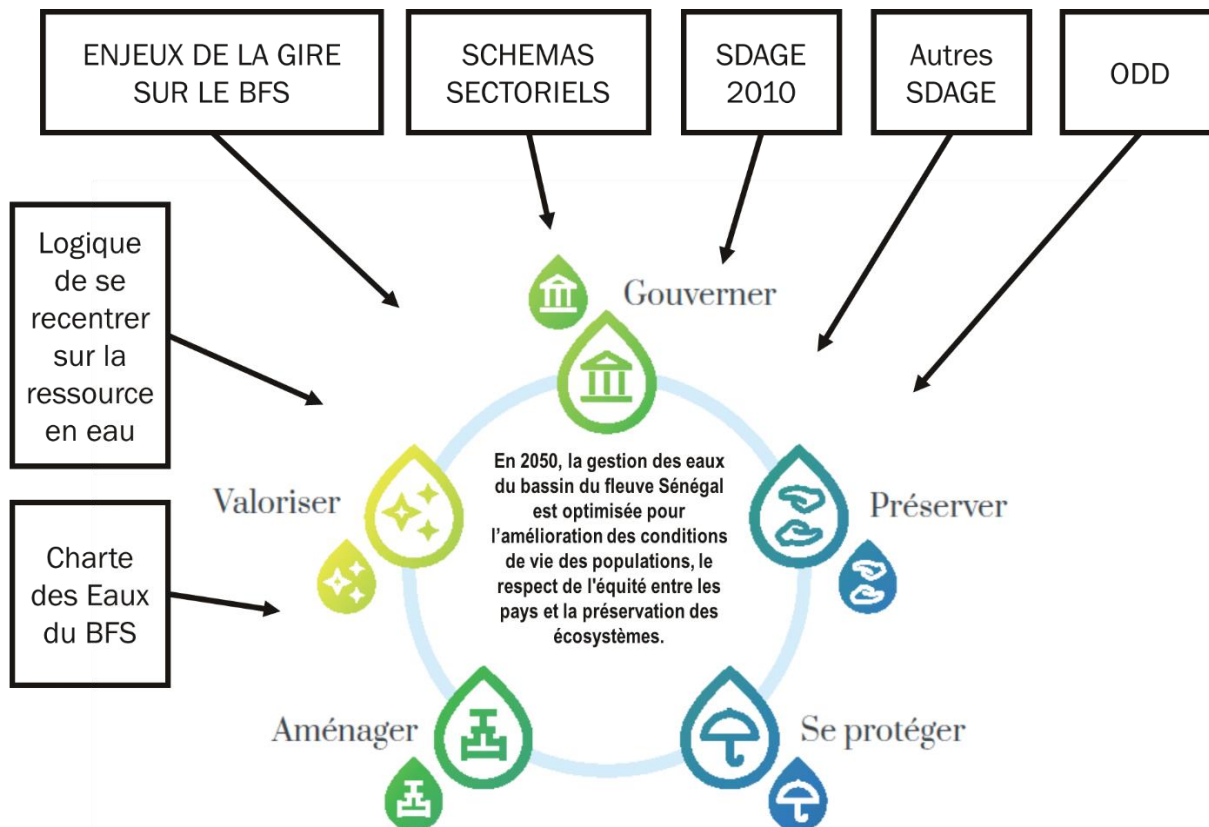 ENJEUX DE LA GIRE
SUR LE BFS
SCHEMAS
SECTORIELS
SDAGE
2010
Autres
SDAGE
ODD
Logique
de se
recentrer
sur la
ressource
en eau
Charte
des Eaux
du BFS
Gouverner
Valoriser
Préserver
Aménager
Se protéger
En 2050, la gestion des eaux
du bassin du fleuve Sénégal
est optimisée pour
l'amélioration des conditions
de vie des populations, le
respect de l'équité entre les
pays et la préservation des
écosystèmes.